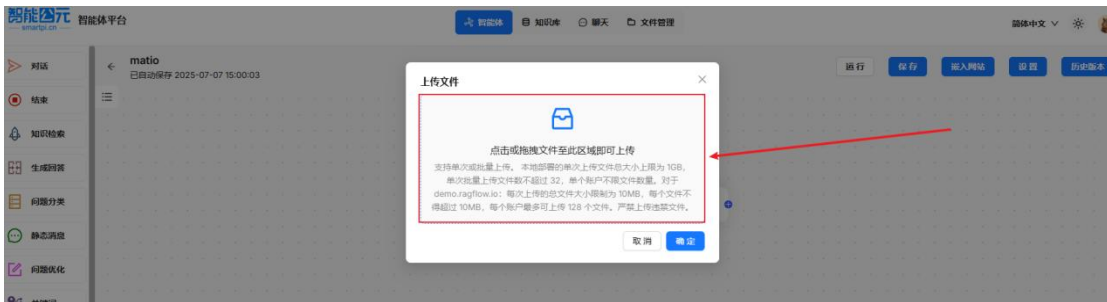 智能公元
smartpi.cn
智能体平台
智能体
知识库
聊天
文件管理
简体中文
对话
matio
已自动保存 2025-07-07 15:00:03
运行
保存
嵌入网站
设置
历史版本
结束
知识检索
生成回答
问题分类
静态消息
问题优化
上传文件
点击或拖拽文件至此区域即可上传
支持单次或批量上传。 本地部署的单次上传文件总大小上限为 1GB,
单次批量上传文件数不超过 32,单个账户不限文件数量。对于
demo.ragflow.io:每次上传的总文件大小限制为 10MB,每个文件不
得超过 10MB,每个账户最多可上传 128 个文件。严禁上传违禁文件。
取消
确定